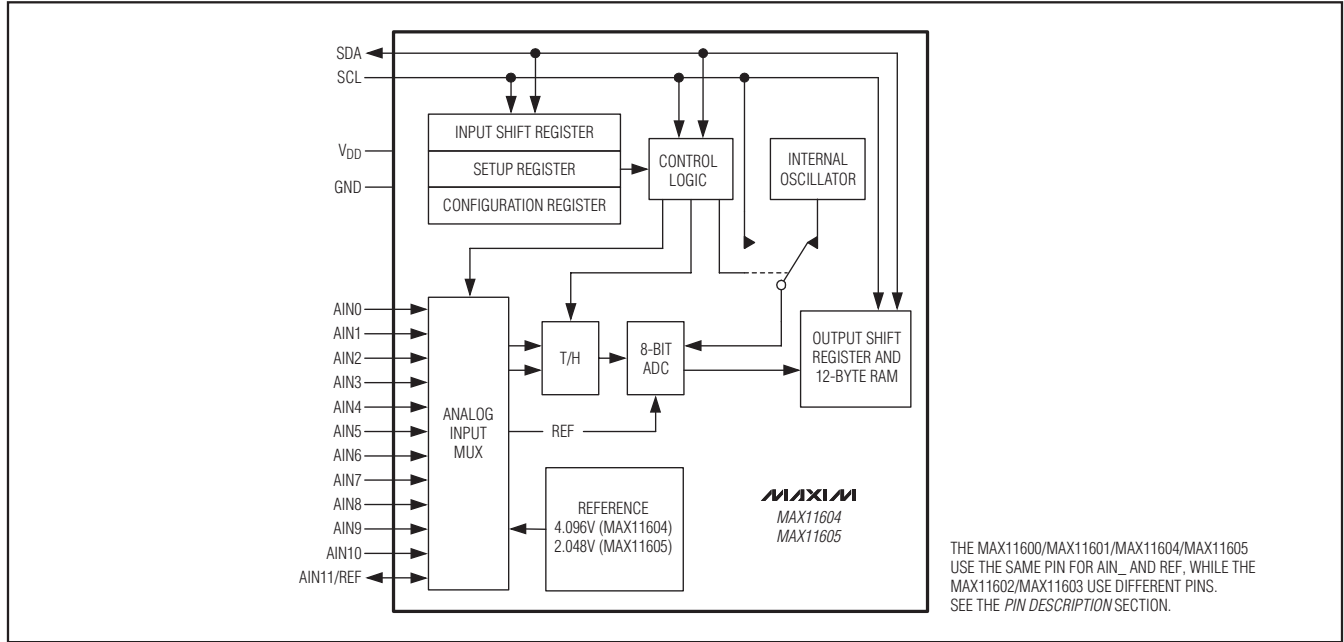 SDA
SCL
V_DD
GND
INPUT SHIFT REGISTER
SETUP REGISTER
CONFIGURATION REGISTER
CONTROL
LOGIC
INTERNAL
OSCILLATOR
AIN0
AIN1
AIN2
AIN3
AIN4
AIN5
AIN6
AIN7
AIN8
AIN9
AIN10
AIN11/REF
ANALOG
INPUT
MUX
T/H
8-BIT
ADC
REF
OUTPUT SHIFT
REGISTER AND
12-BYTE RAM
REFERENCE
4.096V (MAX11604)
2.048V (MAX11605)
MAXIM
MAX11604
MAX11605
THE MAX11600/MAX11601/MAX11604/MAX11605
USE THE SAME PIN FOR AIN_ AND REF, WHILE THE
MAX11602/MAX11603 USE DIFFERENT PINS.
SEE THE PIN DESCRIPTION SECTION.